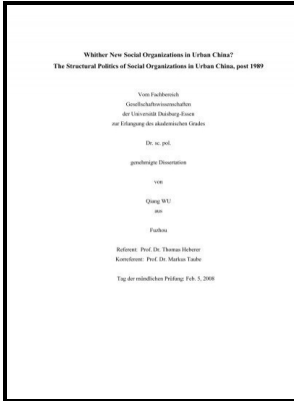 Whither New Social Organizations in Urban China?
The Structural Politics of Social Organizations in Urban China, post 1989
Vom Fachbereich
Gesellschaftswissenschaften
der Universität Duisburg-Essen
zur Erlangung des akademischen Grades
Dr. sc. pol.
genehmigte Dissertation
von
Qiang WU
aus
Fuzhou
Referent: Prof. Dr. Thomas Heberer
Korreferent: Prof. Dr. Markus Taube
Tag der mündlichen Prüfung: Feb. 5, 2008